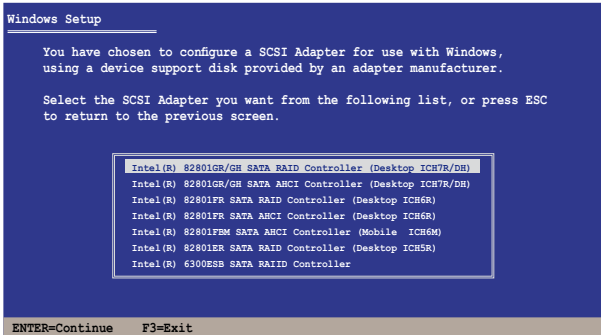 Windows Setup
You have chosen to configure a SCSI Adapter for use with Windows,
using a device support disk provided by an adapter manufacturer.
Select the SCSI Adapter you want from the following list, or press ESC
to return to the previous screen.
Intel(R) 82801GR/GH SATA RAID Controller (Desktop ICH7R/DH)
Intel(R) 82801GR/GH SATA AHCI Controller (Desktop ICH7R/DH)
Intel(R) 82801FR SATA RAID Controller (Desktop ICH6R)
Intel(R) 82801FR SATA AHCI Controller (Desktop ICH6R)
Intel(R) 82801FBM SATA AHCI Controller (Mobile ICH6M)
Intel(R) 82801ER SATA RAID Controller (Desktop ICH5R)
Intel(R) 6300ESB SATA RAIID Controller
ENTER=Continue F3=Exit